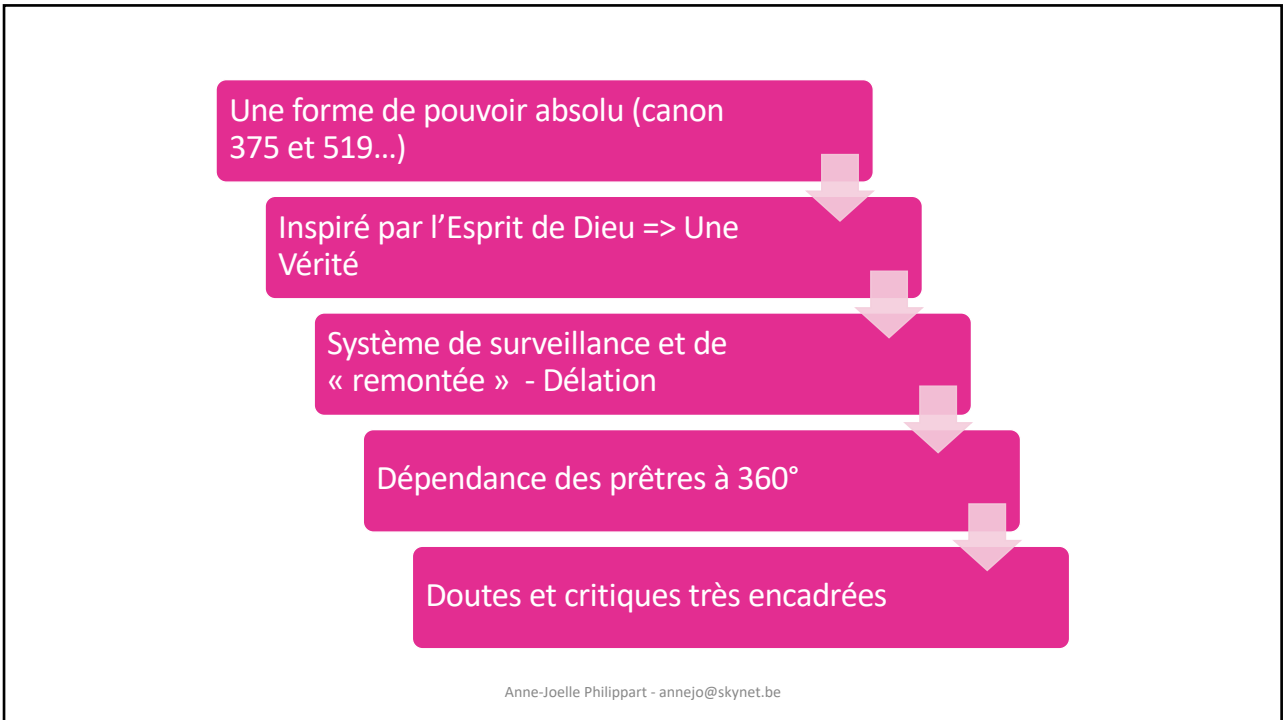 Une forme de pouvoir absolu (canon
375 et 519…)
Inspiré par l’Esprit de Dieu => Une
Vérité
Système de surveillance et de
« remontée »  - Délation
Dépendance des prêtres à 360°
Doutes et critiques très encadrées
Anne-Joelle Philippart - annejo@skynet.be